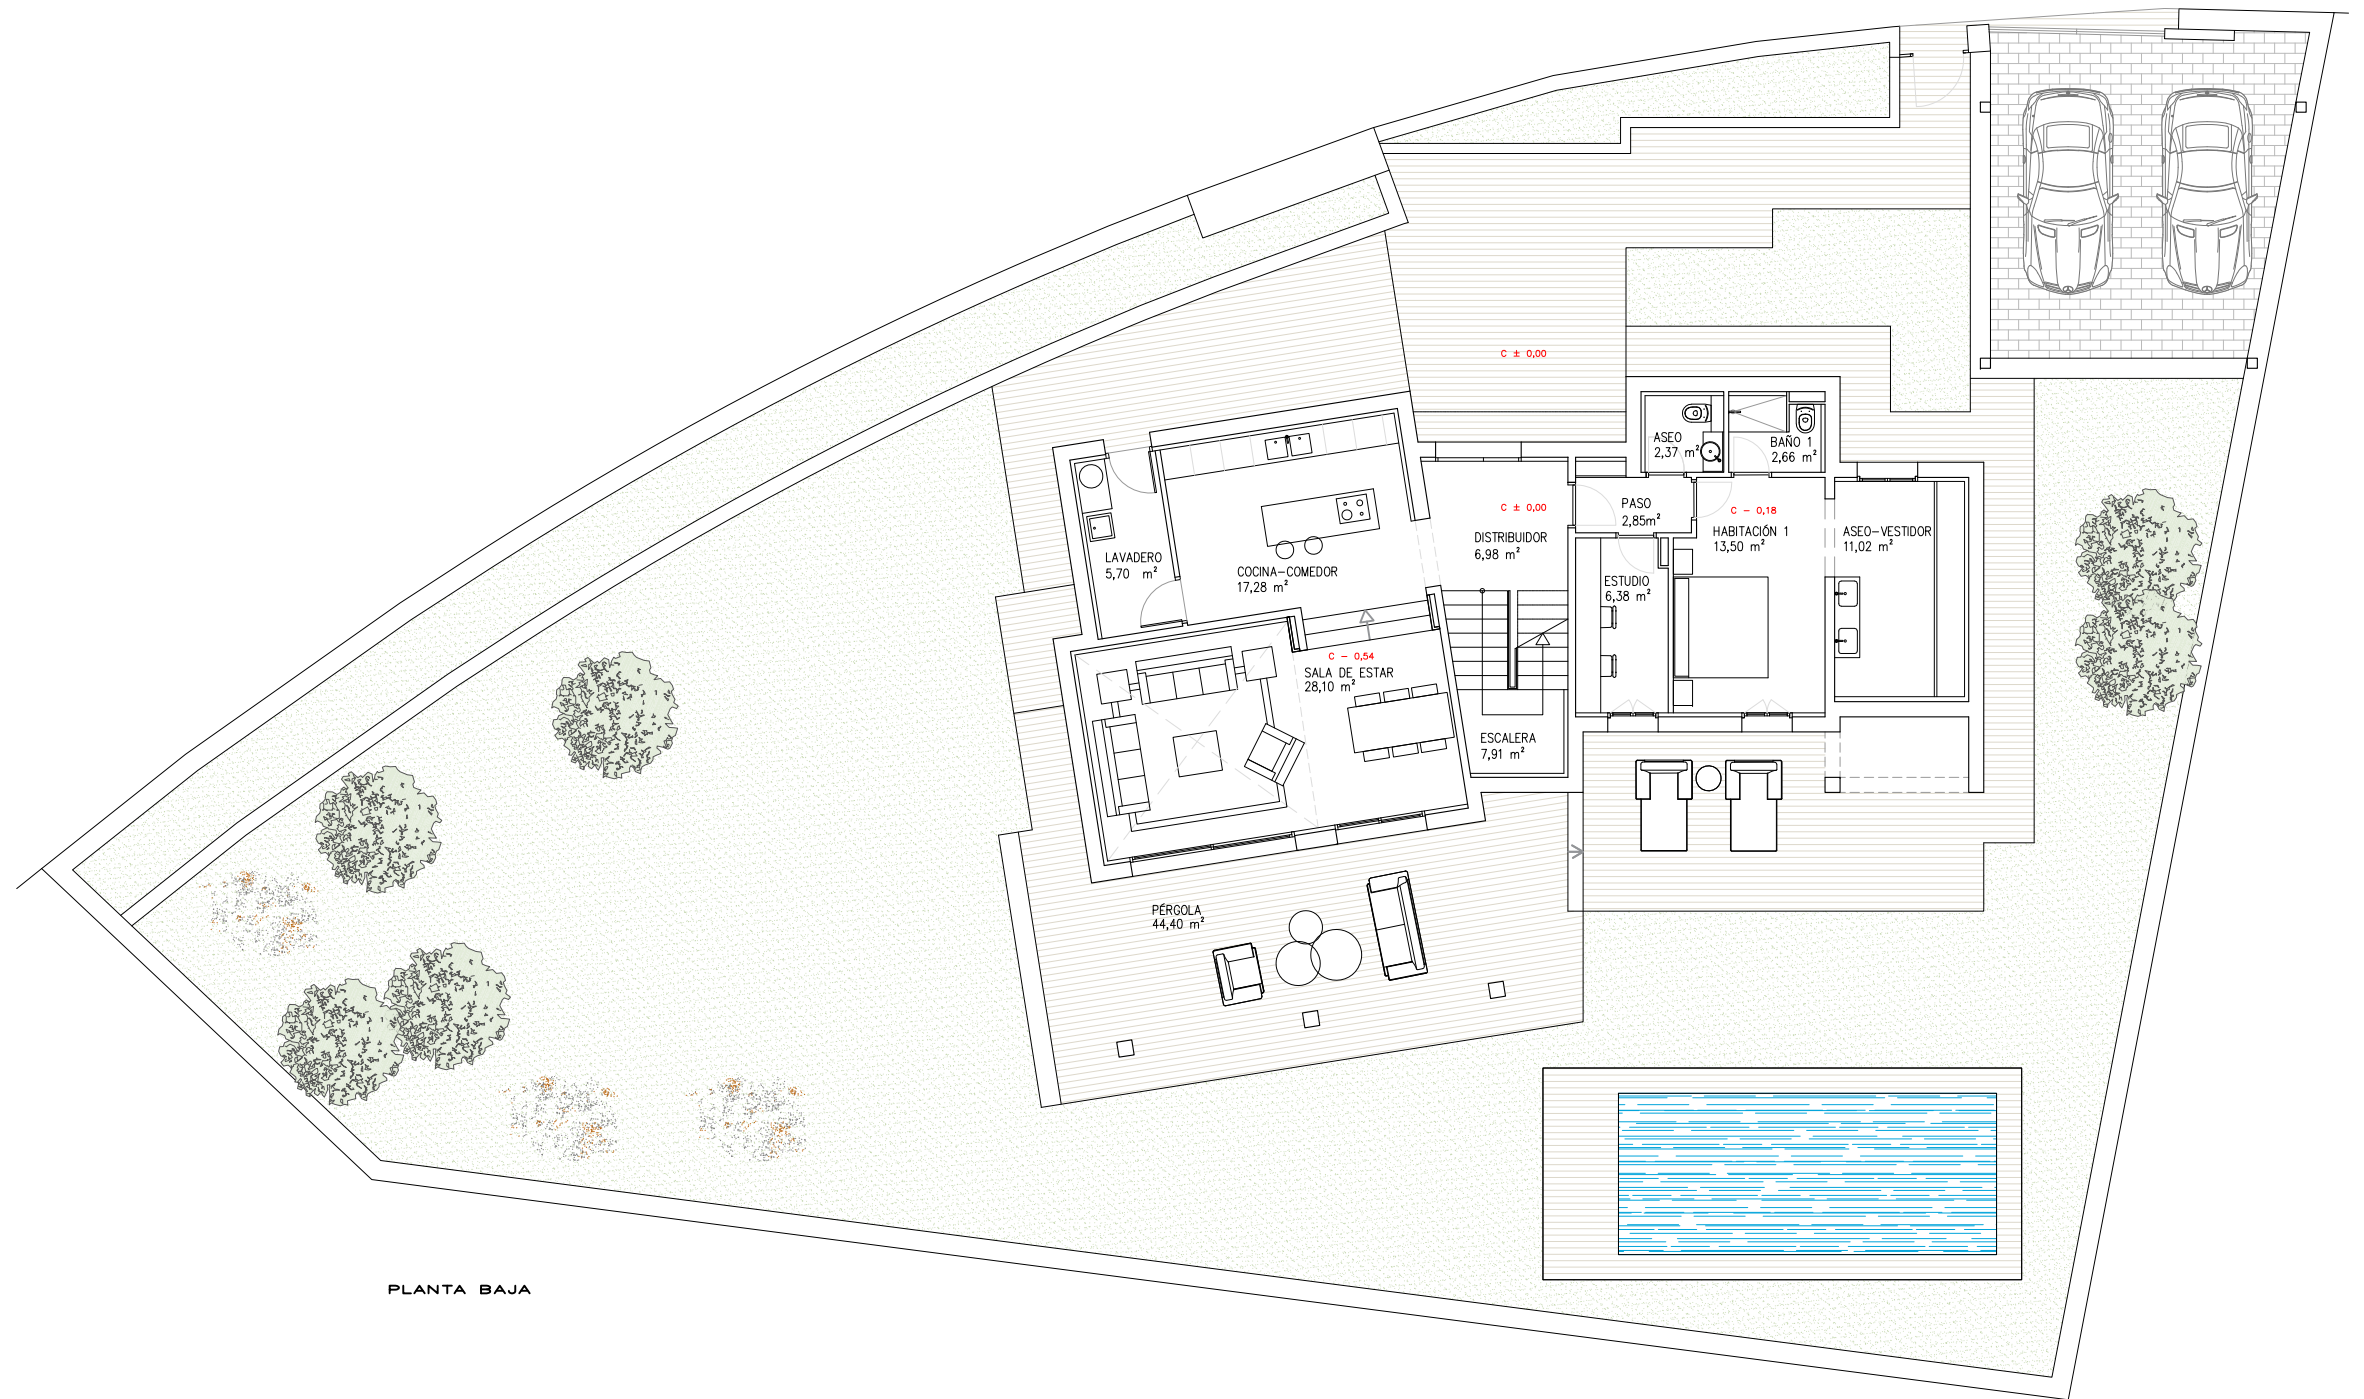 C ± 0,00
ASEO
2,37 m²
BAÑO 1
2,66 m²
C ± 0,00
DISTRIBUIDOR
6,98 m²
PASO
2,85m²
C - 0,18
HABITACIÓN 1
13,50 m²
ASEO-VESTIDOR
11,02 m²
LAVADERO
5,70 m²
COCINA-COMEDOR
17,28 m²
ESTUDIO
6,38 m²
C - 0,54
SALA DE ESTAR
28,10 m²
ESCALERA
7,91 m²
PÉRGOLA
44,40 m²
PLANTA BAJA